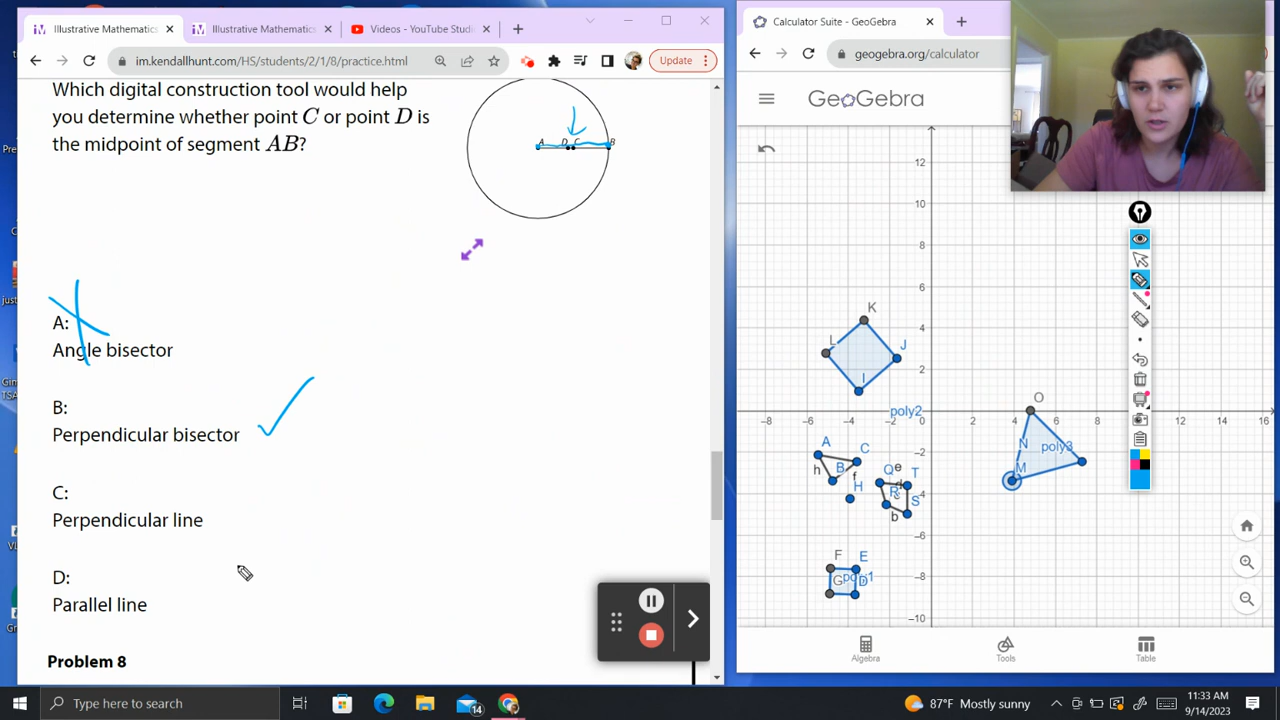 Illustrative Mathematics
Illustrative Mathematics
Videos - YouTube Studi
Calculator Suite - GeoGebra
im.kendallhunt.com/HS/students/2/1/8/practice.html
Update
geogebra.org/calculator
GeoGebra
Which digital construction tool would help
you determine whether point C or point D is
the midpoint of segment AB?
A D C B
A:
Angle bisector
B:
Perpendicular bisector
C:
Perpendicular line
D:
Parallel line
Problem 8
12
10
8
6
4
2
−8 −6 −4 −2 0 4 6 8 12 14 16
−2
−4
−6
−8
−10
K
L
J
I
poly2
O
N
poly3
M
A
C
h
B
f
H
Q
e
T
R
S
b
F
E
G
poly1
D
Algebra
Tools
Table
Type here to search
14
87°F Mostly sunny
11:33 AM
9/14/2023